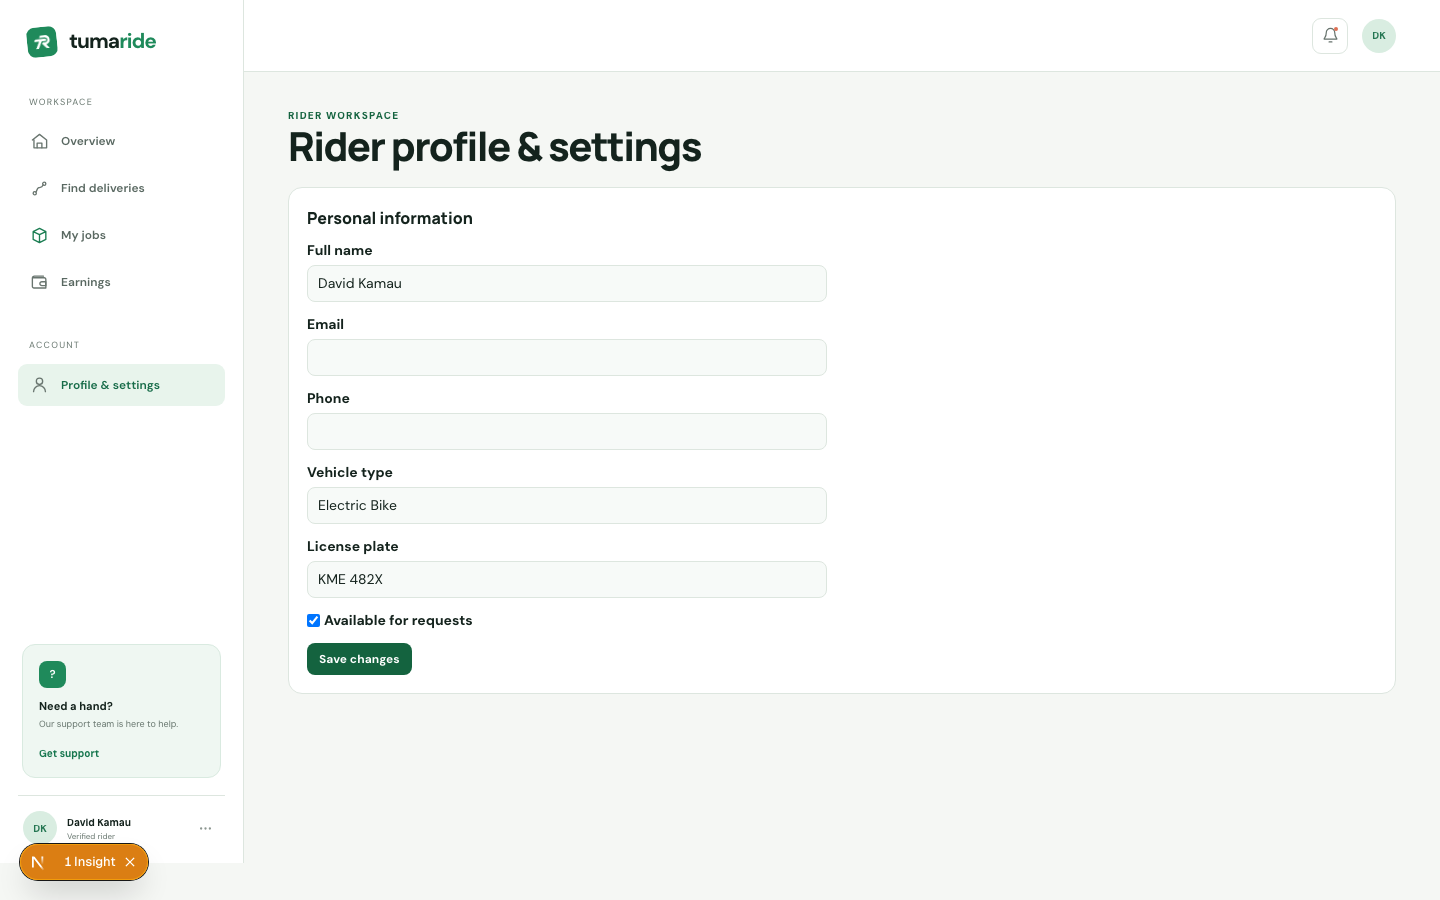 tumaride
DK
WORKSPACE
Overview
Find deliveries
My jobs
Earnings
ACCOUNT
Profile & settings
RIDER WORKSPACE
Rider profile & settings
Personal information
Full name
David Kamau
Email
Phone
Vehicle type
Electric Bike
License plate
KME 482X
Available for requests
Save changes
?
Need a hand?
Our support team is here to help.
Get support
DK
David Kamau
Verified rider
1 Insight